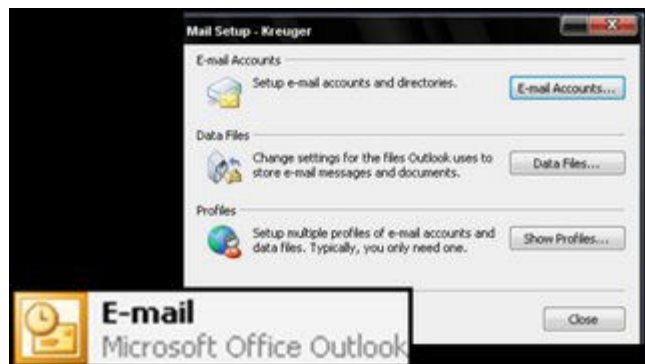 Mail Setup - Kreuger
E-mail Accounts
Setup e-mail accounts and directories.
E-mail Accounts...
Data Files
Change settings for the files Outlook uses to
store e-mail messages and documents.
Data Files...
Profiles
Setup multiple profiles of e-mail accounts and
data files. Typically, you only need one.
Show Profiles...
Close
E-mail
Microsoft Office Outlook